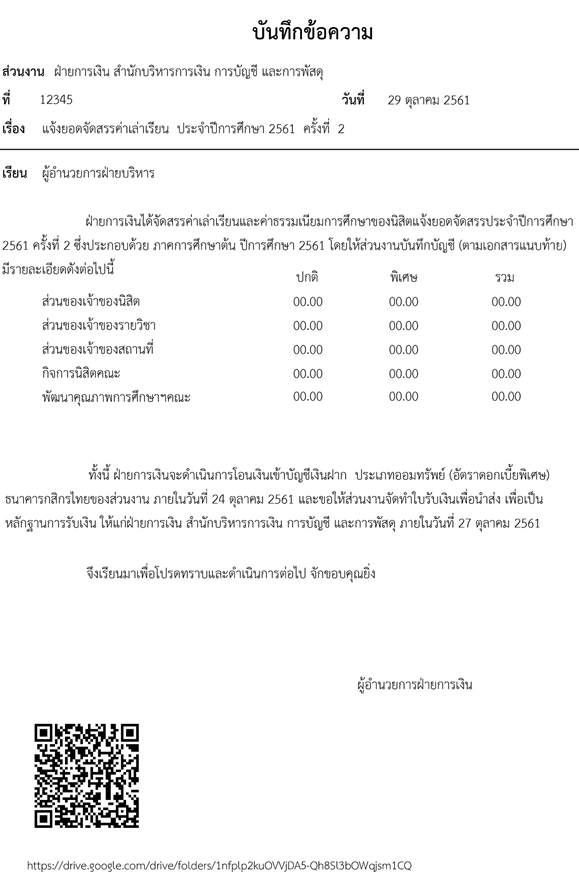 บันทึกข้อความ
ส่วนงาน ฝ่ายการเงิน สำนักบริหารการเงิน การบัญชี และการพัสดุ
ที่ 12345 วันที่ 29 ตุลาคม 2561
เรื่อง แจ้งยอดจัดสรรค่าเล่าเรียน ประจำปีการศึกษา 2561 ครั้งที่ 2
เรียน ผู้อำนวยการฝ่ายบริหาร
ฝ่ายการเงินได้จัดสรรค่าเล่าเรียนและค่าธรรมเนียมการศึกษาของนิสิตแจ้งยอดจัดสรรประจำปีการศึกษา
2561 ครั้งที่ 2 ซึ่งประกอบด้วย ภาคการศึกษาต้น ปีการศึกษา 2561 โดยให้ส่วนงานบันทึกบัญชี (ตามเอกสารแนบท้าย)
มีรายละเอียดดังต่อไปนี้
ปกติ พิเศษ รวม
ส่วนของเจ้าของนิสิต 00.00 00.00 00.00
ส่วนของเจ้าของรายวิชา 00.00 00.00 00.00
ส่วนของเจ้าของสถานที่ 00.00 00.00 00.00
กิจการนิสิตคณะ 00.00 00.00 00.00
พัฒนาคุณภาพการศึกษาฯคณะ 00.00 00.00 00.00
ทั้งนี้ ฝ่ายการเงินจะดำเนินการโอนเงินเข้าบัญชีเงินฝาก ประเภทออมทรัพย์ (อัตราดอกเบี้ยพิเศษ)
ธนาคารกสิกรไทยของส่วนงาน ภายในวันที่ 24 ตุลาคม 2561 และขอให้ส่วนงานจัดทำใบรับเงินเพื่อนำส่ง เพื่อเป็น
หลักฐานการรับเงิน ให้แก่ฝ่ายการเงิน สำนักบริหารการเงิน การบัญชี และการพัสดุ ภายในวันที่ 27 ตุลาคม 2561
จึงเรียนมาเพื่อโปรดทราบและดำเนินการต่อไป จักขอบคุณยิ่ง
ผู้อำนวยการฝ่ายการเงิน
https://drive.google.com/drive/folders/1nfplp2kuOVVjDA5-Qh8Sl3bOWqjsm1CQ